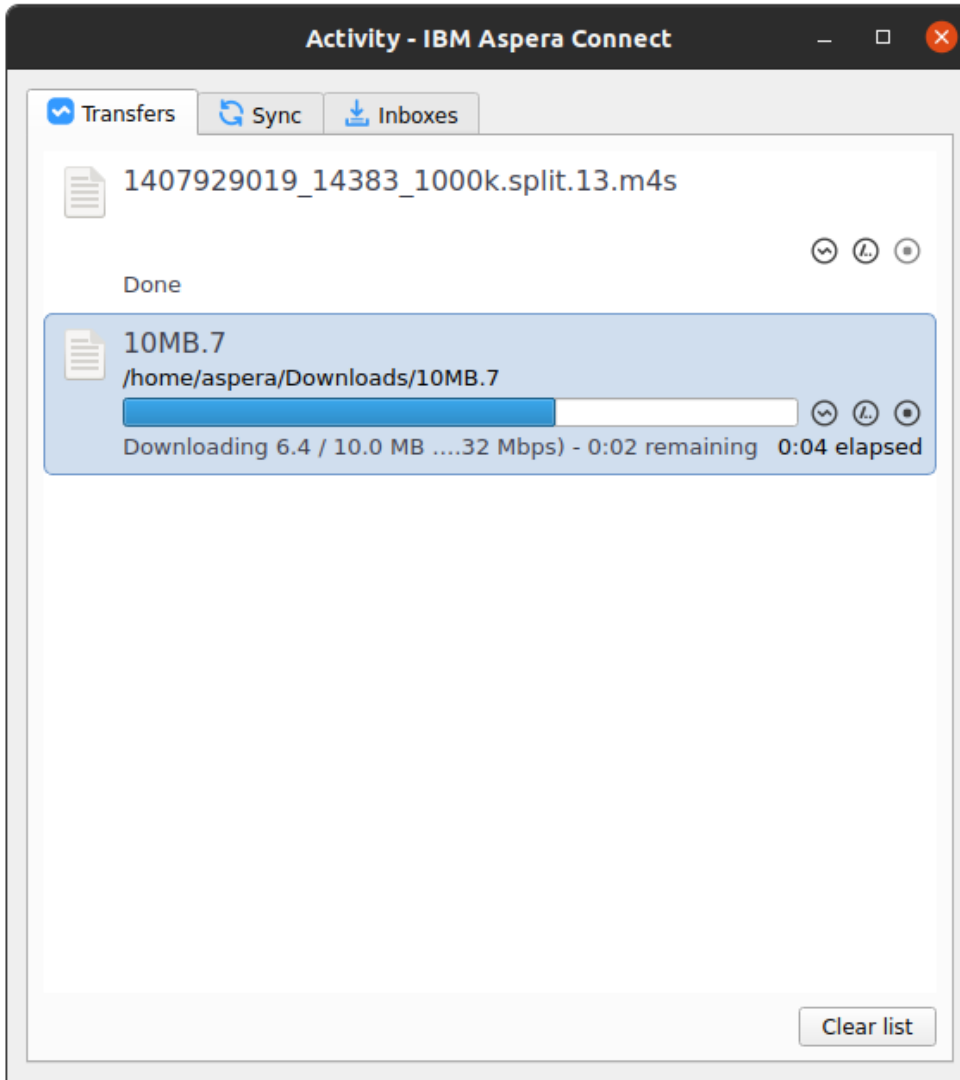 Activity - IBM Aspera Connect
Transfers Sync Inboxes
1407929019_14383_1000k.split.13.m4s
Done
10MB.7
/home/aspera/Downloads/10MB.7
Downloading 6.4 / 10.0 MB ....32 Mbps) - 0:02 remaining 0:04 elapsed
Clear list